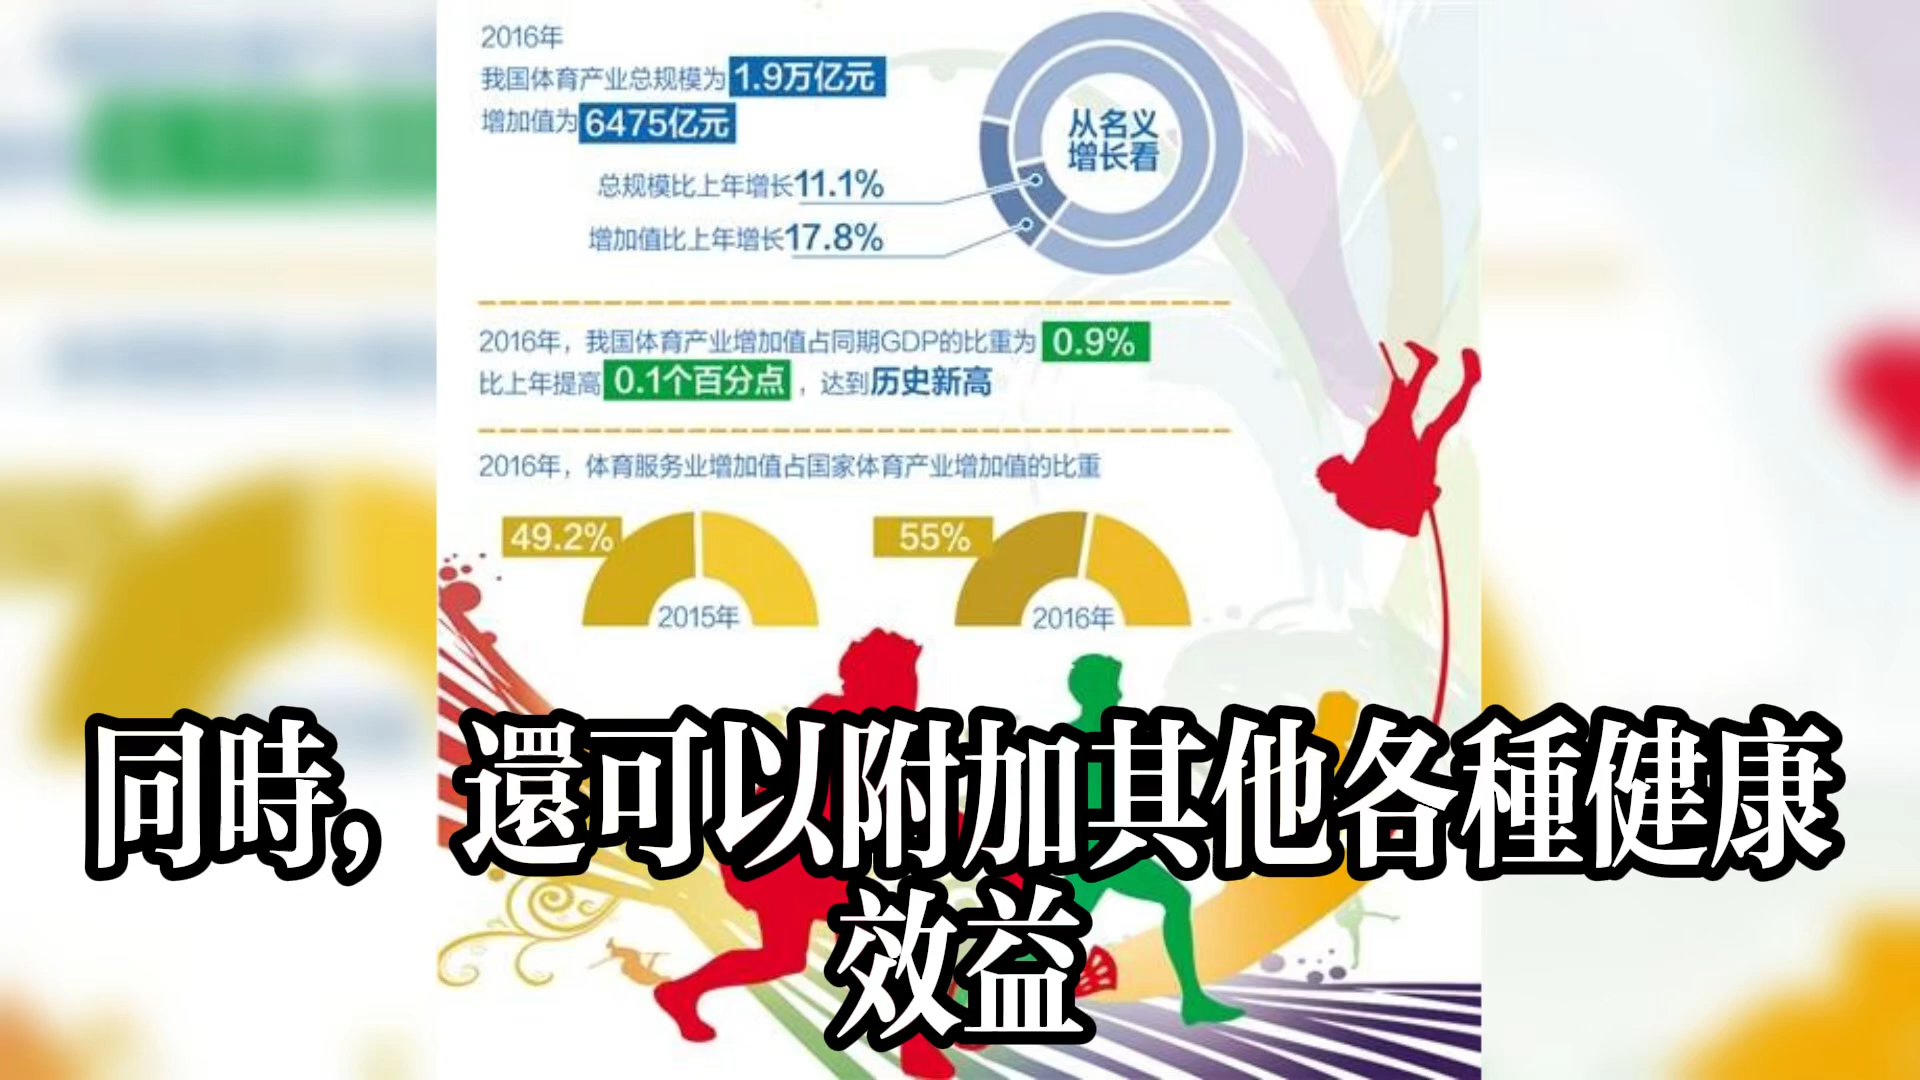 2016年
我国体育产业总规模为 1.9万亿元
增加值为 6475亿元
从名义
增长看
总规模比上年增长11.1%
增加值比上年增长17.8%
2016年，我国体育产业增加值占同期GDP的比重为 0.9%
比上年提高 0.1个百分点 ，达到历史新高
2016年，体育服务业增加值占国家体育产业增加值的比重
49.2%
2015年
55%
2016年
同時，還可以附加其他各種健康
效益